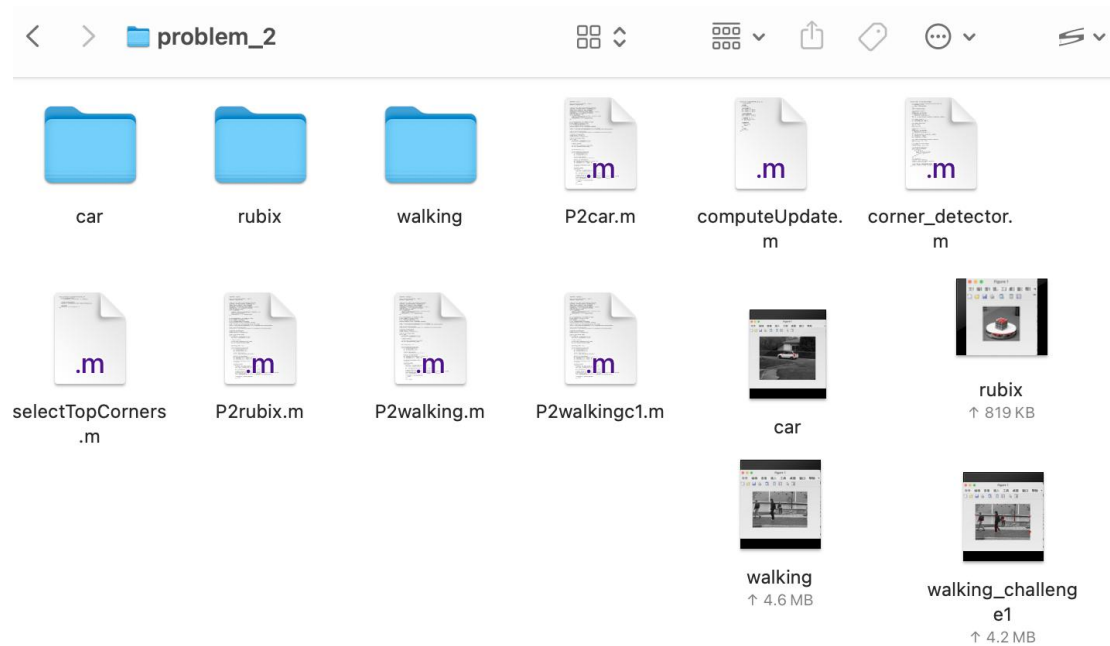 problem_2
car
rubix
walking
.m
P2car.m
.m
computeUpdate.
m
.m
corner_detector.
m
.m
selectTopCorners
.m
.m
P2rubix.m
.m
P2walking.m
.m
P2walkingc1.m
car
rubix
↑ 819 KB
walking
↑ 4.6 MB
walking_challeng
e1
↑ 4.2 MB